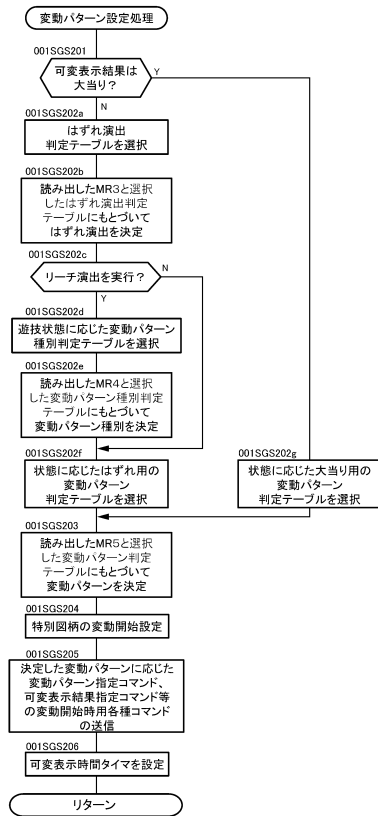 変動パターン設定処理
001SGS201
可変表示結果は
大当り？
Y
N
001SGS202a
はずれ演出
判定テーブルを選択
001SGS202b
読み出したMR3と選択
したはずれ演出判定
テーブルにもとづいて
はずれ演出を決定
001SGS202c
リーチ演出を実行？
N
Y
001SGS202d
遊技状態に応じた変動パターン
種別判定テーブルを選択
001SGS202e
読み出したMR4と選択
した変動パターン種別判定
テーブルにもとづいて
変動パターン種別を決定
001SGS202f
状態に応じたはずれ用の
変動パターン
判定テーブルを選択
001SGS202g
状態に応じた大当り用の
変動パターン
判定テーブルを選択
001SGS203
読み出したMR5と選択
した変動パターン判定
テーブルにもとづいて
変動パターンを決定
001SGS204
特別図柄の変動開始設定
001SGS205
決定した変動パターンに応じた
変動パターン指定コマンド、
可変表示結果指定コマンド等
の変動開始時用各種コマンド
の送信
001SGS206
可変表示時間タイマを設定
リターン